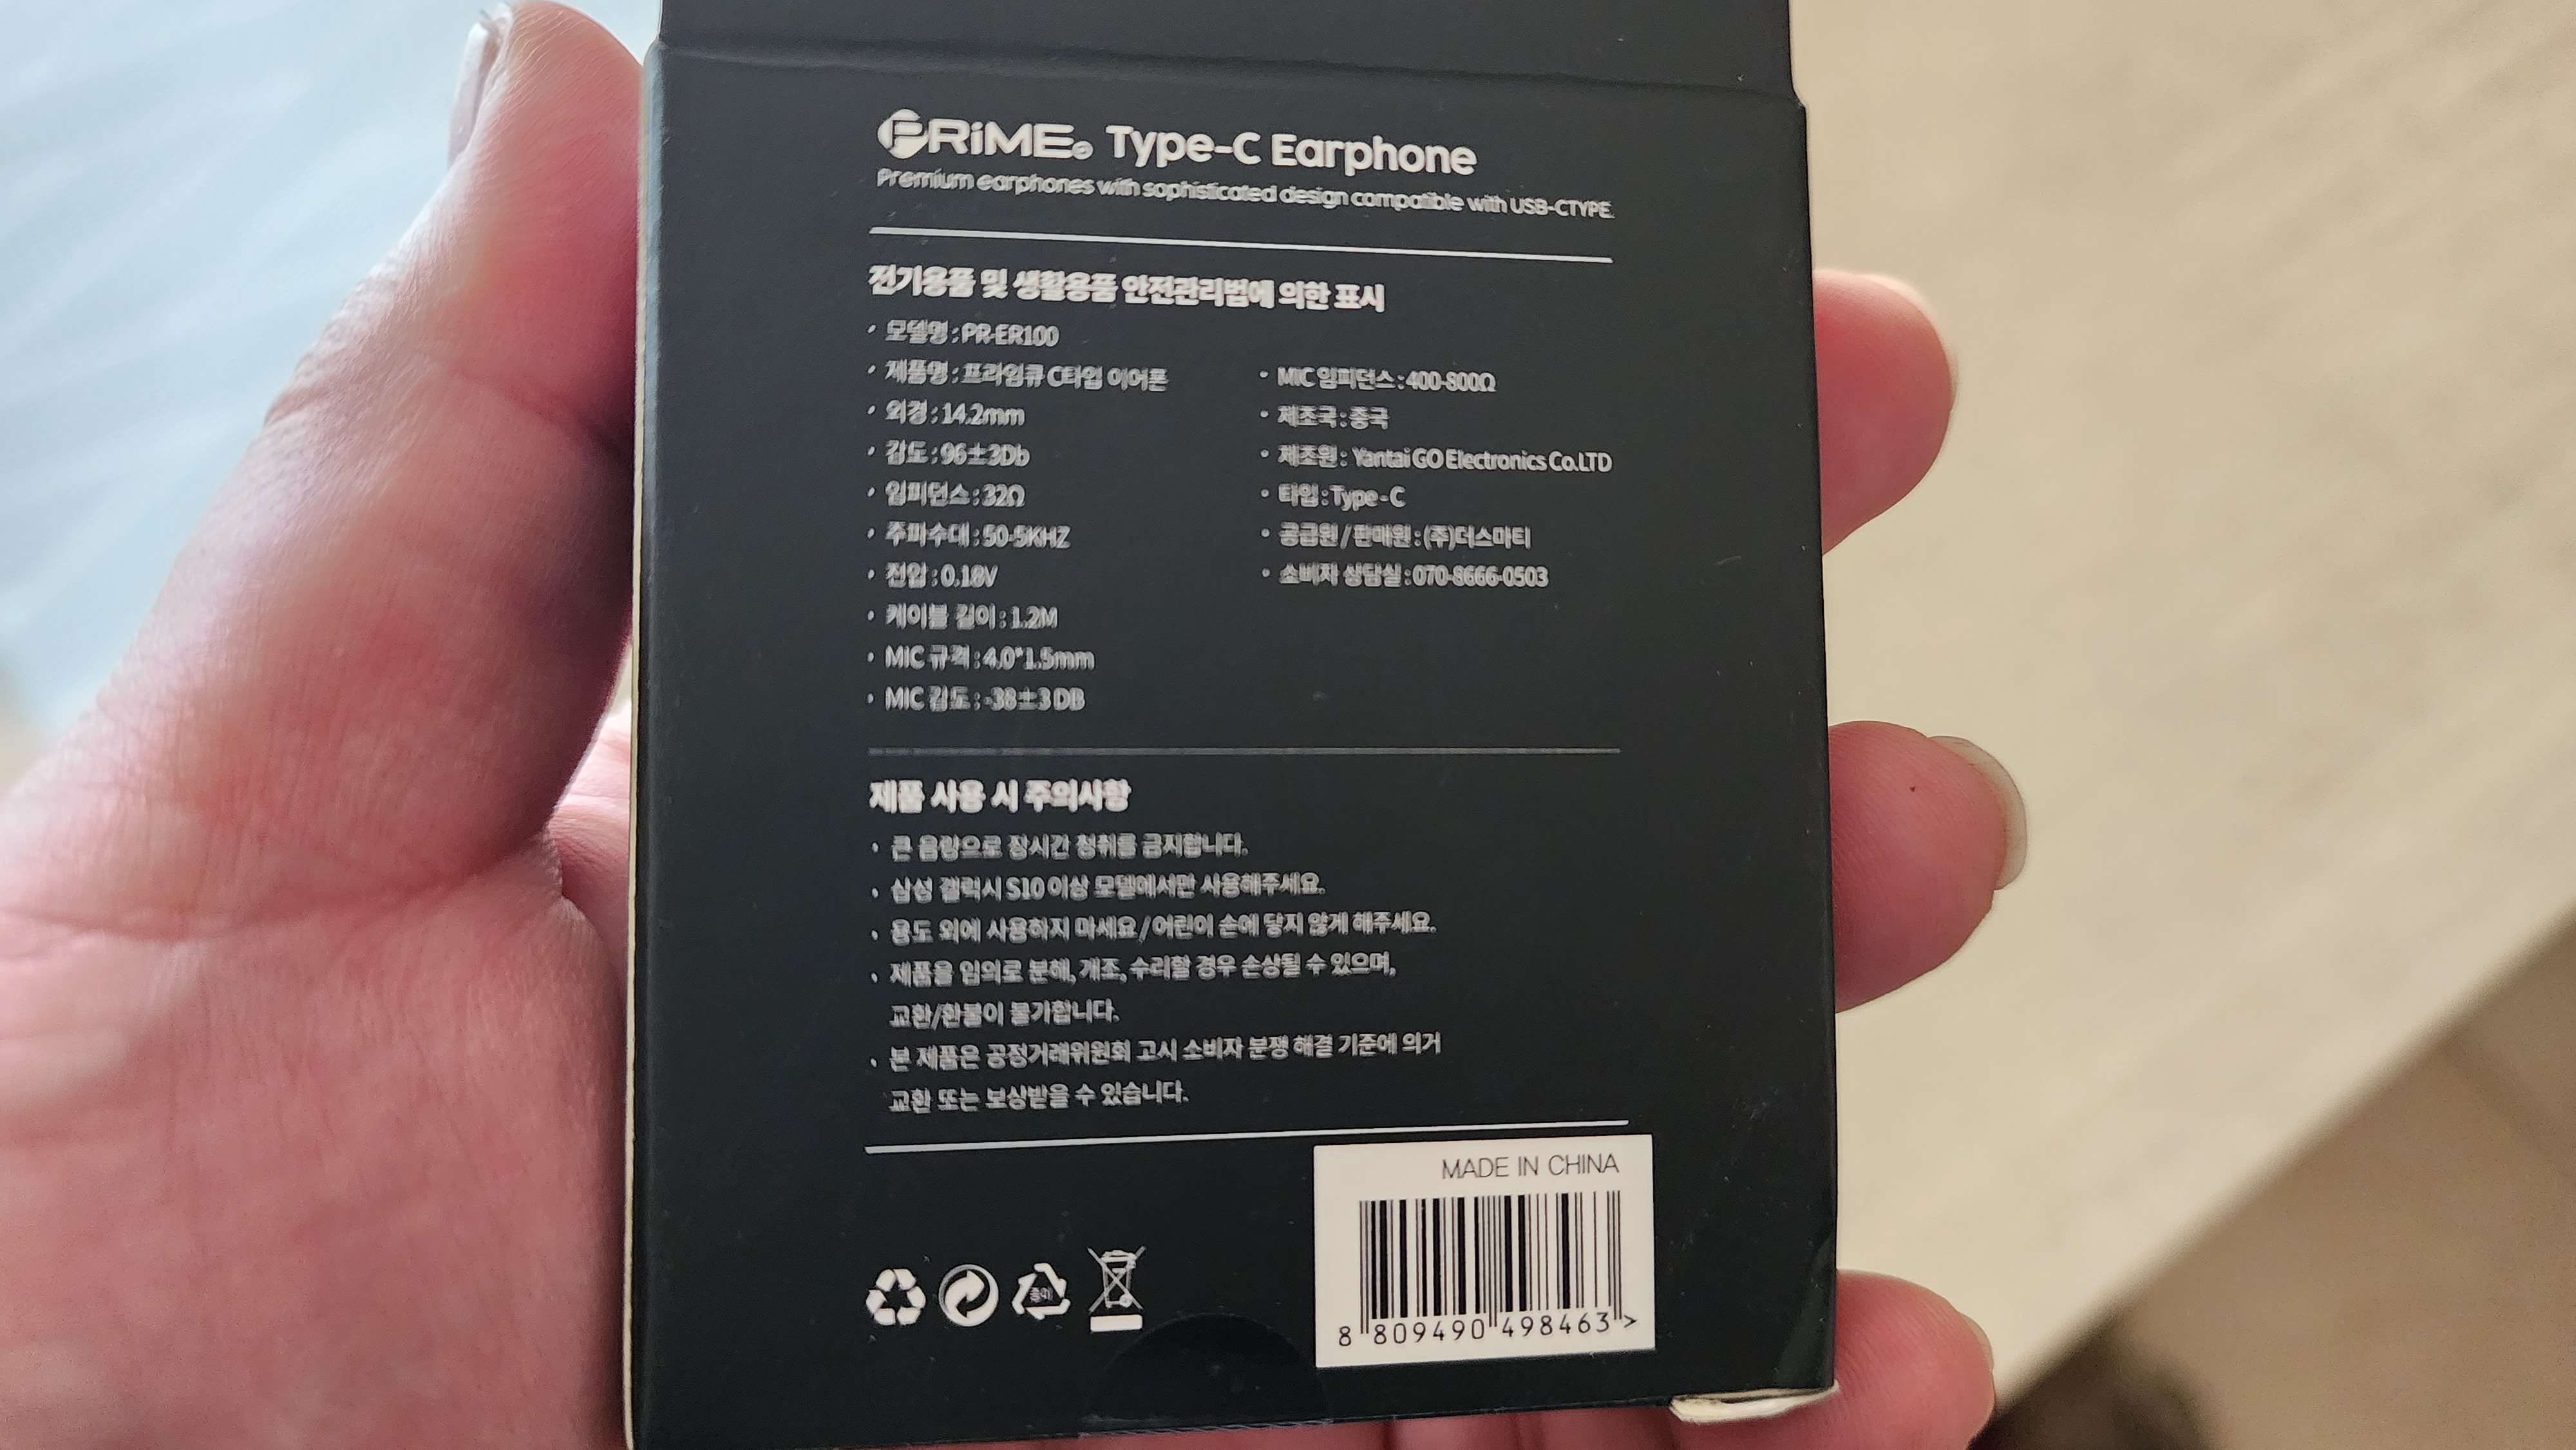 PRiME Type-C Earphone
Premium earphones with sophisticated design compatible with USB-CTYPE.
전기용품 및 생활용품 안전관리법에 의한 표시
• 모델명 : PR-ER100
• 제품명 : 프라임큐 C타입 이어폰
• 외경 : 14.2mm
• 감도 : 96±3Db
• 임피던스 : 32Ω
• 주파수대 : 50-5KHZ
• 전압 : 0.18V
• 케이블 길이 : 1.2M
• MIC 규격 : 4.0*1.5mm
• MIC 감도 : -38±3 DB
• MIC 임피던스 : 400-800Ω
• 제조국 : 중국
• 제조원 : Yantai GO Electronics Co.LTD
• 타입 : Type-C
• 공급원 / 판매원 : (주)더스마티
• 소비자 상담실 : 070-8666-0503
제품 사용 시 주의사항
• 큰 음량으로 장시간 청취를 금지합니다.
• 삼성 갤럭시 S10 이상 모델에서만 사용해주세요.
• 용도 외에 사용하지 마세요 / 어린이 손에 닿지 않게 해주세요.
• 제품을 임의로 분해, 개조, 수리할 경우 손상될 수 있으며,
교환/환불이 불가합니다.
• 본 제품은 공정거래위원회 고시 소비자 분쟁 해결 기준에 의거
교환 또는 보상받을 수 있습니다.
MADE IN CHINA
8 809490 498463 >